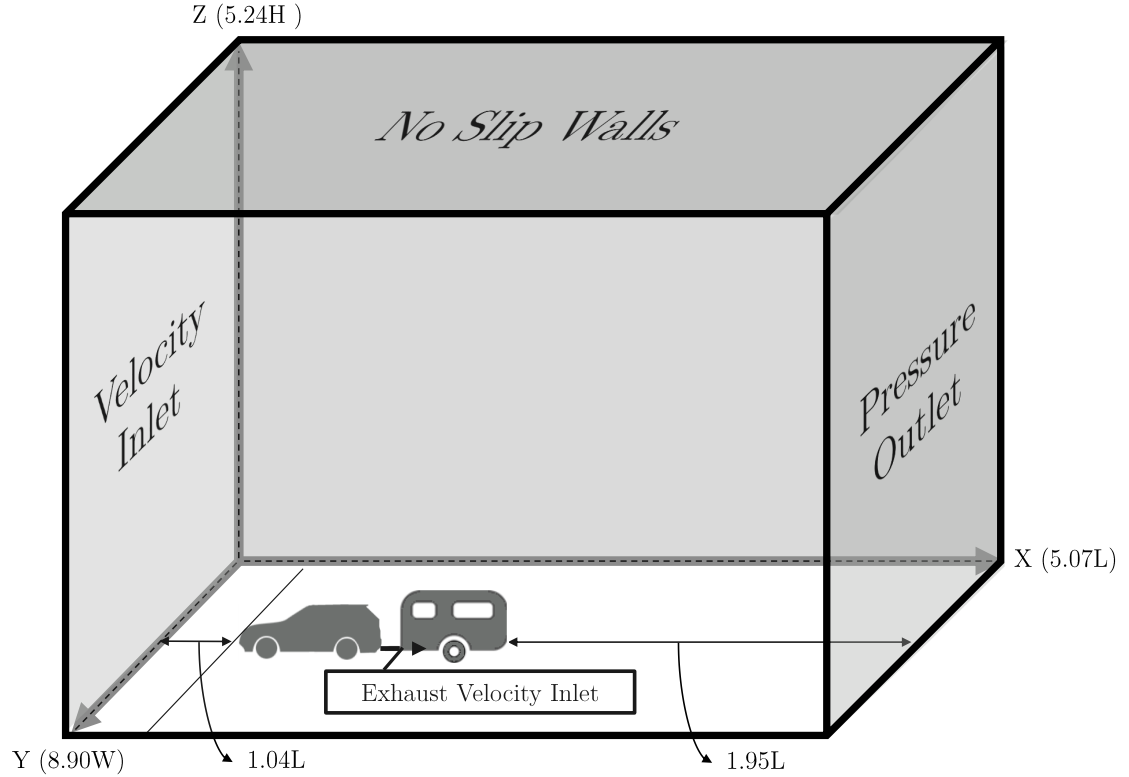 Z (5.24H )
No Slip Walls
Velocity
Inlet
Pressure
Outlet
X (5.07L)
Exhaust Velocity Inlet
Y (8.90W)
1.04L
1.95L